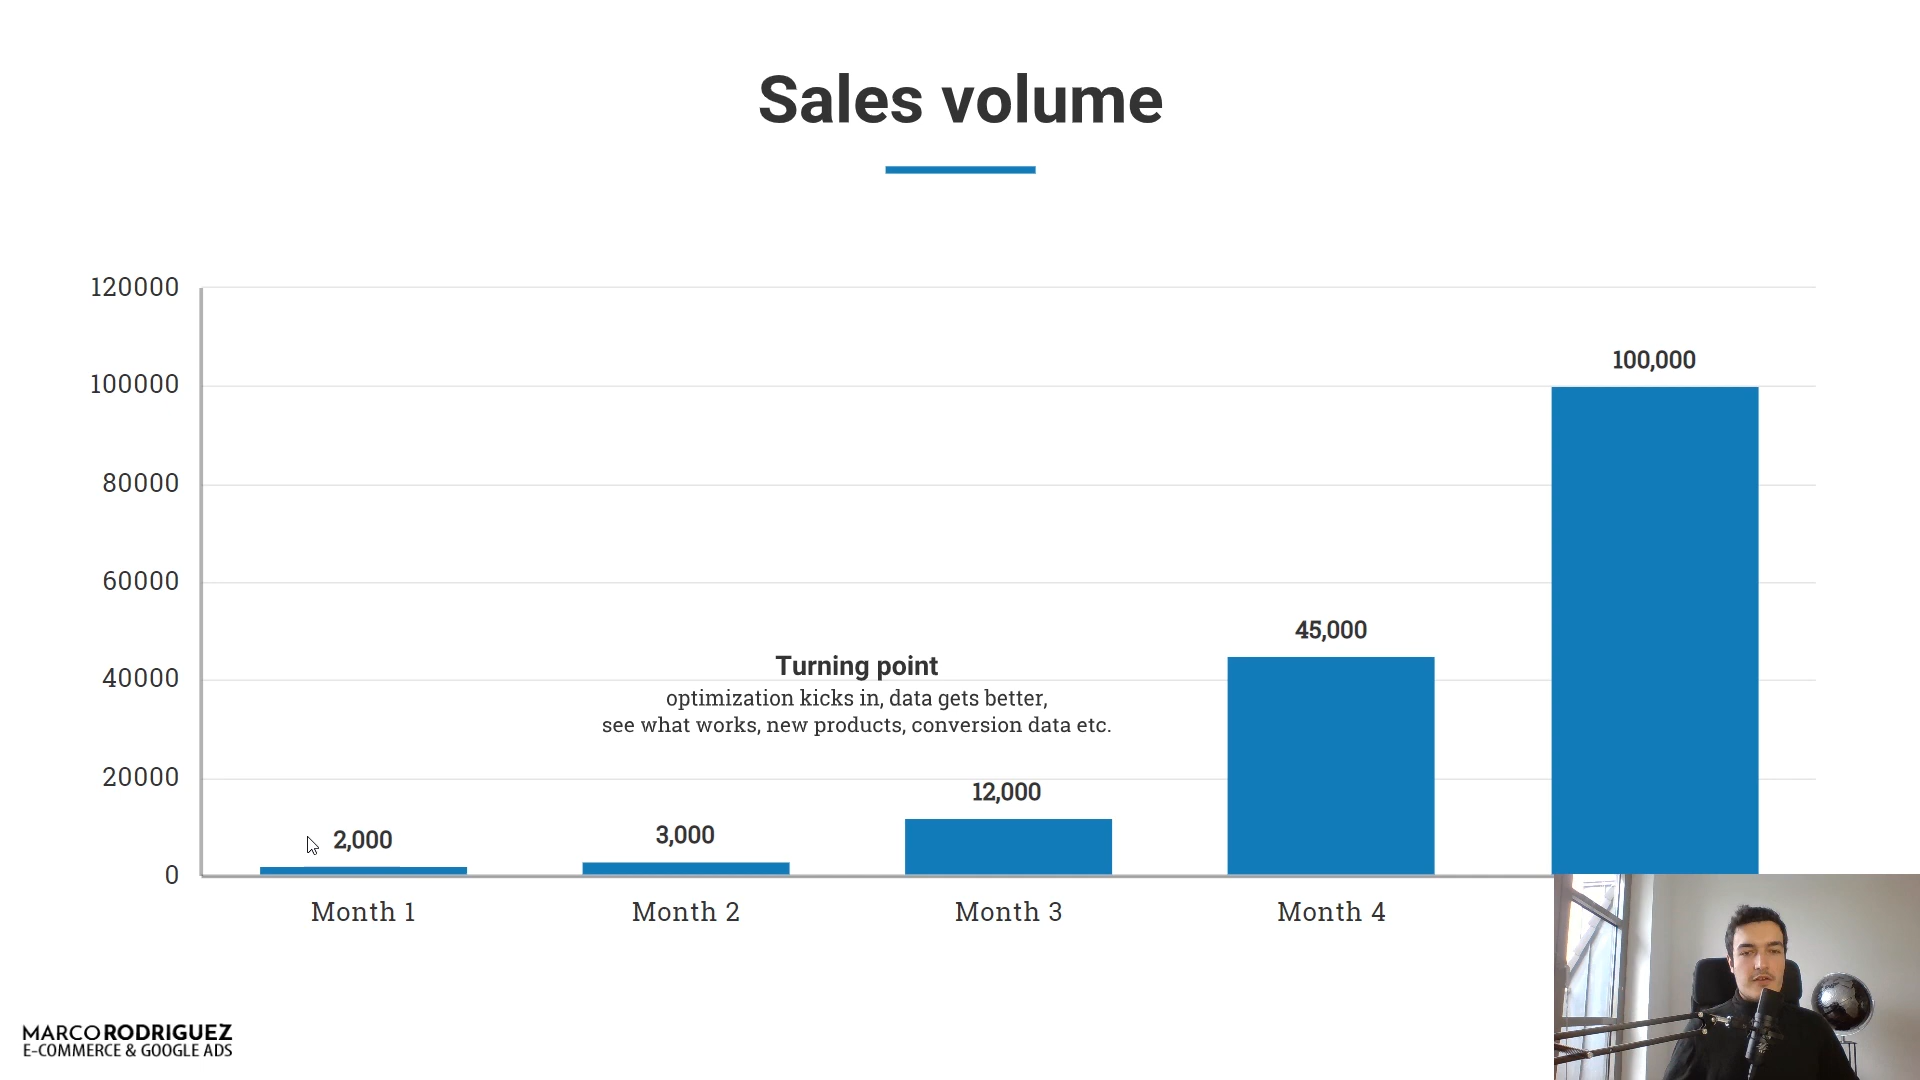 Sales volume
120000
100000
80000
60000
40000
20000
0
100,000
45,000
Turning point
optimization kicks in, data gets better,
see what works, new products, conversion data etc.
12,000
3,000
2,000
Month 1
Month 2
Month 3
Month 4
MARCORODRIGUEZ
E-COMMERCE & GOOGLE ADS